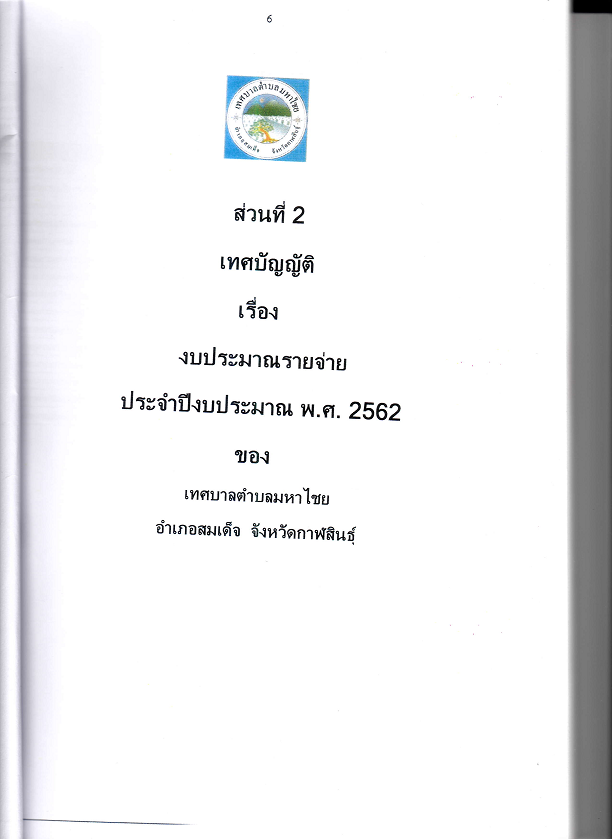 6
เทศบาลตำบลมหาไชย
อำเภอสมเด็จ จังหวัดกาฬสินธุ์
ส่วนที่ 2
เทศบัญญัติ
เรื่อง
งบประมาณรายจ่าย
ประจำปีงบประมาณ พ.ศ. 2562
ของ
เทศบาลตำบลมหาไชย
อำเภอสมเด็จ จังหวัดกาฬสินธุ์